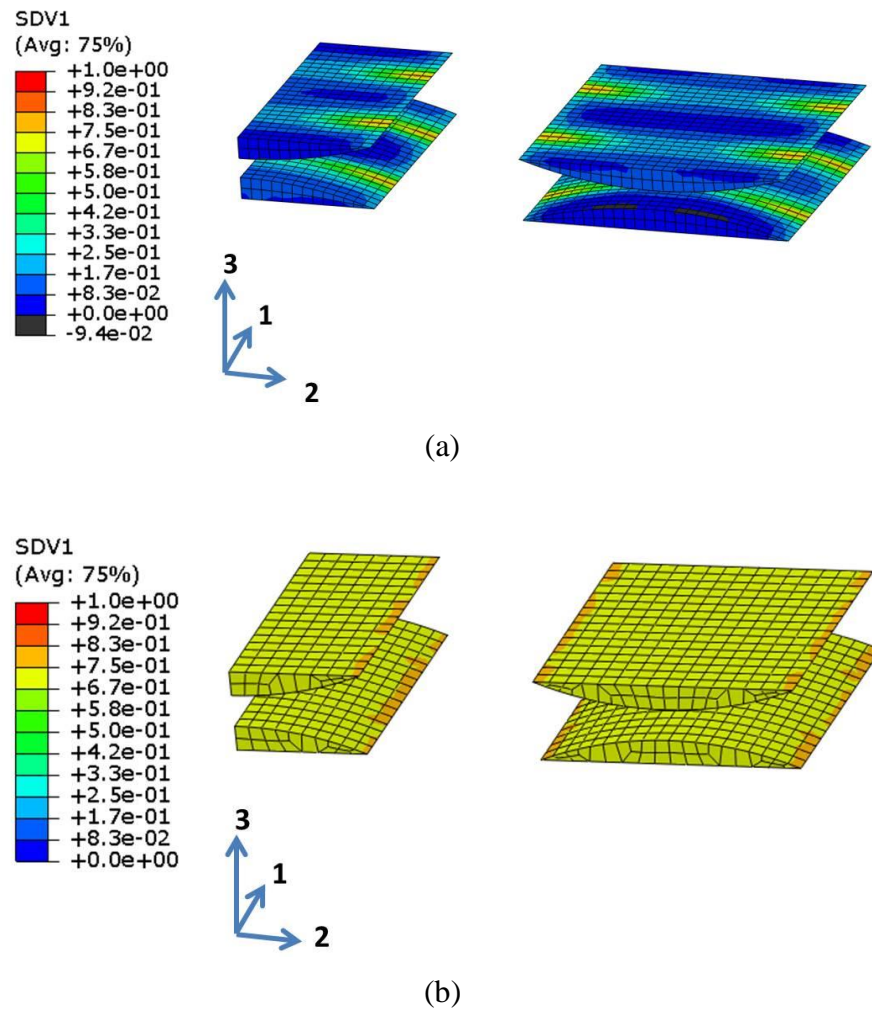 SDV1
(Avg: 75%)
+1.0e+00
+9.2e-01
+8.3e-01
+7.5e-01
+6.7e-01
+5.8e-01
+5.0e-01
+4.2e-01
+3.3e-01
+2.5e-01
+1.7e-01
+8.3e-02
+0.0e+00
-9.4e-02
3
1
2
(a)
SDV1
(Avg: 75%)
+1.0e+00
+9.2e-01
+8.3e-01
+7.5e-01
+6.7e-01
+5.8e-01
+5.0e-01
+4.2e-01
+3.3e-01
+2.5e-01
+1.7e-01
+8.3e-02
+0.0e+00
3
1
2
(b)